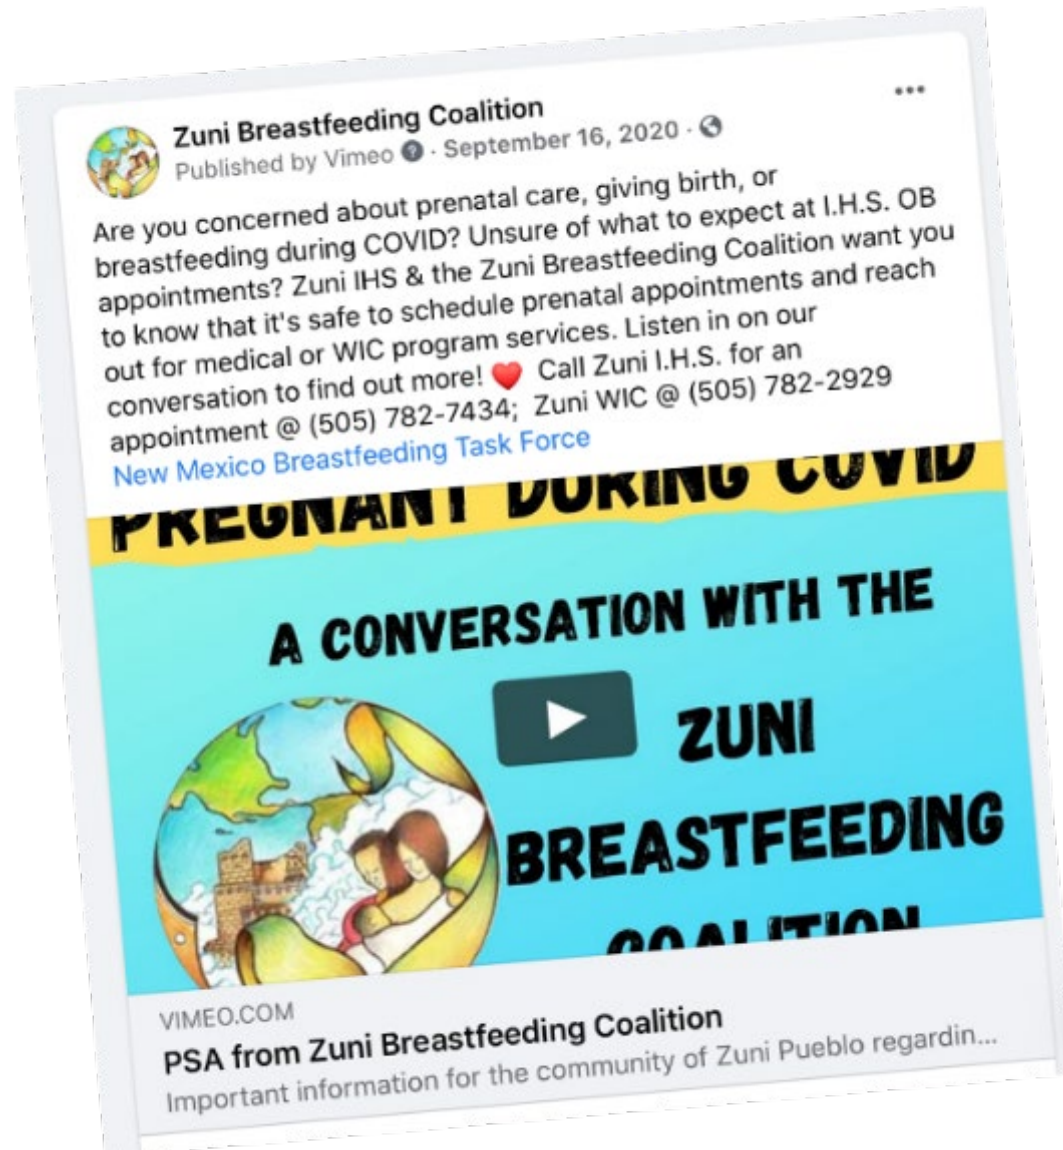 Zuni Breastfeeding Coalition
Published by Vimeo · September 16, 2020 ·
Are you concerned about prenatal care, giving birth, or
breastfeeding during COVID? Unsure of what to expect at I.H.S. OB
appointments? Zuni IHS & the Zuni Breastfeeding Coalition want you
to know that it's safe to schedule prenatal appointments and reach
out for medical or WIC program services. Listen in on our
conversation to find out more! ❤️ Call Zuni I.H.S. for an
appointment @ (505) 782-7434; Zuni WIC @ (505) 782-2929
New Mexico Breastfeeding Task Force
PREGNANT DURING COVID
A CONVERSATION WITH THE
ZUNI
BREASTFEEDING
COALITION
VIMEO.COM
PSA from Zuni Breastfeeding Coalition
Important information for the community of Zuni Pueblo regardin...